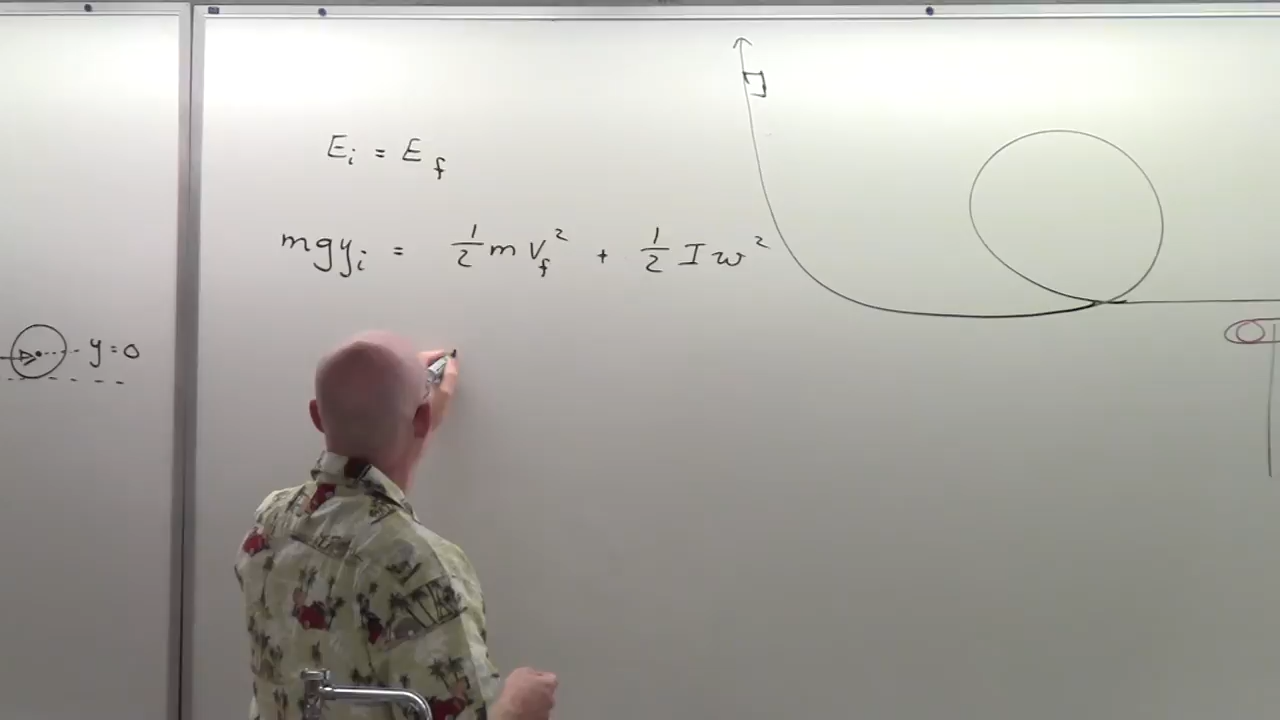 E_i = E_f
mgy_i = 1/2 m V_f^2 + 1/2 I w^2
y = 0